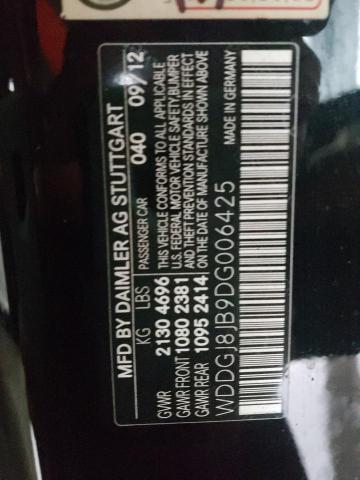 MFD BY DAIMLER AG STUTTGART
KG LBS PASSENGER CAR 040 09/12
GVWR 2130 4696 THIS VEHICLE CONFORMS TO ALL APPLICABLE
GAWR FRONT 1080 2381 U.S. FEDERAL MOTOR VEHICLE SAFETY, BUMPER
GAWR REAR 1095 2414 & THEFT PREVENTION STANDARDS IN EFFECT
ON THE DATE OF MANUFACTURE SHOWN ABOVE
WDDGJ8JB9DG006425 MADE IN GERMANY